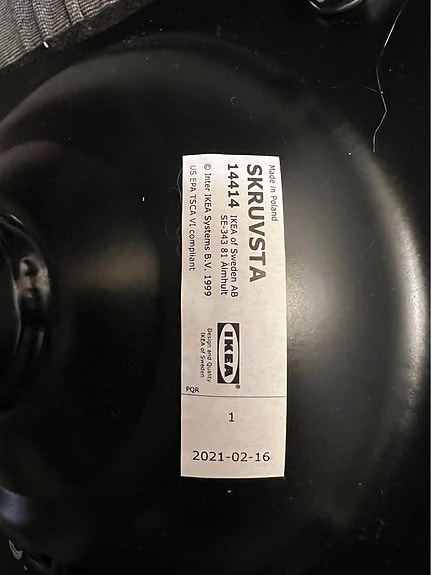 Made in Poland
SKRUVSTA
14414 IKEA of Sweden AB
SE-343 81 Älmhult
© Inter IKEA Systems B.V. 1999
US EPA TSCA VI compliant
IKEA®
Design and Quality
IKEA of Sweden
PQR
1
2021-02-16